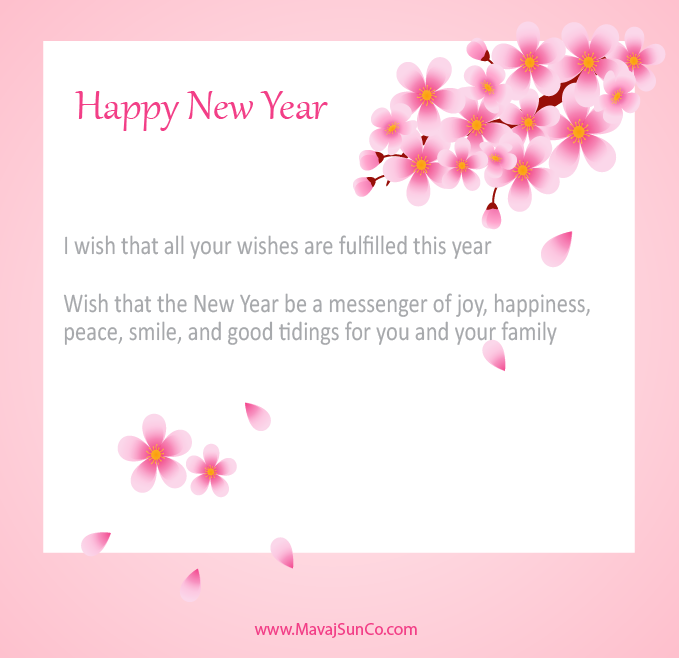 Happy New Year
I wish that all your wishes are fulfilled this year
Wish that the New Year be a messenger of joy, happiness,
peace, smile, and good tidings for you and your family
www.MavajSunCo.com